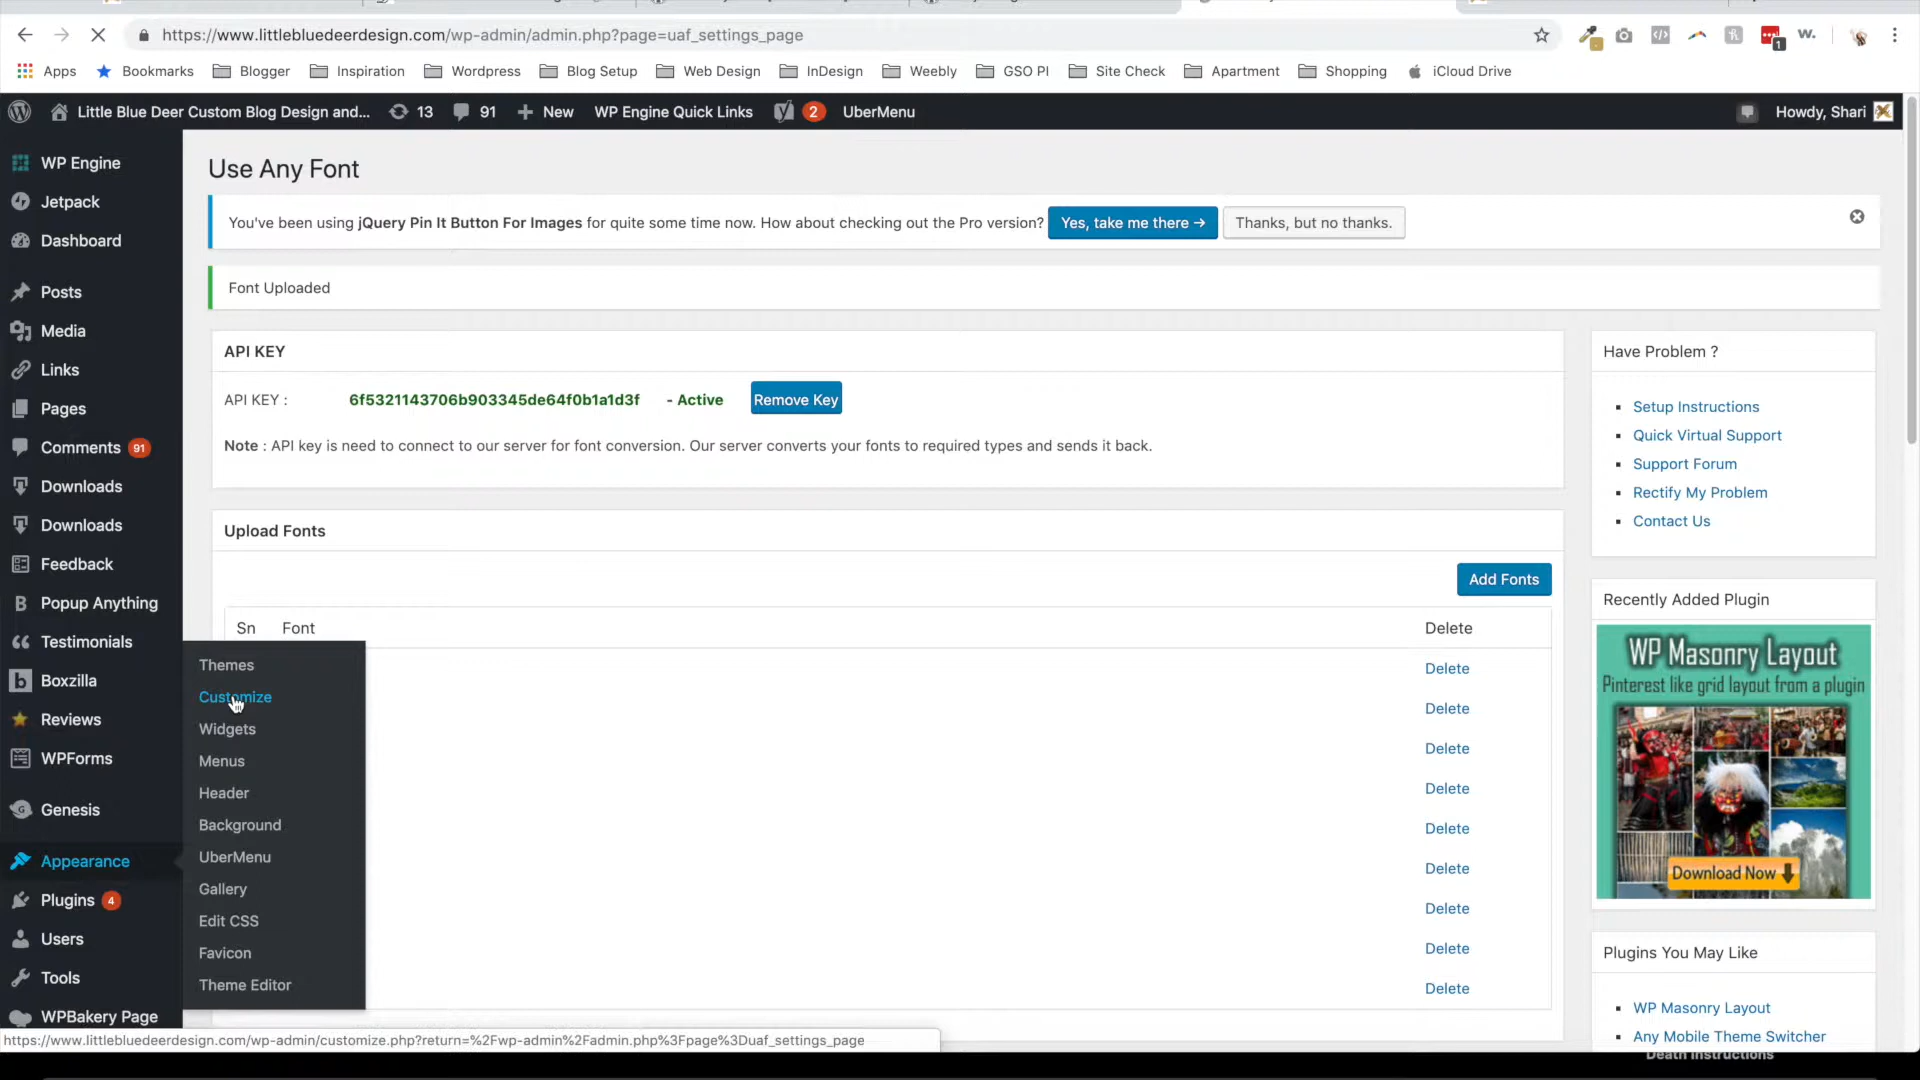 https://www.littlebluedeerdesign.com/wp-admin/admin.php?page=uaf_settings_page
1
W.
Apps
Bookmarks
Blogger
Inspiration
Wordpress
Blog Setup
Web Design
InDesign
Weebly
GSO PI
Site Check
Apartment
Shopping
iCloud Drive
Little Blue Deer Custom Blog Design and...
13
91
New
WP Engine Quick Links
2
UberMenu
Howdy, Shari
WP Engine
Jetpack
Dashboard
Posts
Media
Links
Pages
Comments 91
Downloads
Downloads
Feedback
Popup Anything
Testimonials
Boxzilla
Reviews
WPForms
Genesis
Appearance
Plugins 4
Users
Tools
WPBakery Page
Themes
Customize
Widgets
Menus
Header
Background
UberMenu
Gallery
Edit CSS
Favicon
Theme Editor
Use Any Font
You've been using jQuery Pin It Button For Images for quite some time now. How about checking out the Pro version?
Yes, take me there →
Thanks, but no thanks.
Font Uploaded
API KEY
API KEY :
6f5321143706b903345de64f0b1a1d3f
- Active
Remove Key
Note : API key is need to connect to our server for font conversion. Our server converts your fonts to required types and sends it back.
Upload Fonts
Add Fonts
Sn
Font
Delete
Delete
Delete
Delete
Delete
Delete
Delete
Delete
Delete
Delete
Have Problem ?
Setup Instructions
Quick Virtual Support
Support Forum
Rectify My Problem
Contact Us
Recently Added Plugin
WP Masonry Layout
Pinterest like grid layout from a plugin
Download Now
Plugins You May Like
WP Masonry Layout
Any Mobile Theme Switcher
https://www.littlebluedeerdesign.com/wp-admin/customize.php?return=%2Fwp-admin%2Fadmin.php%3Fpage%3Duaf_settings_page
Death Instructions